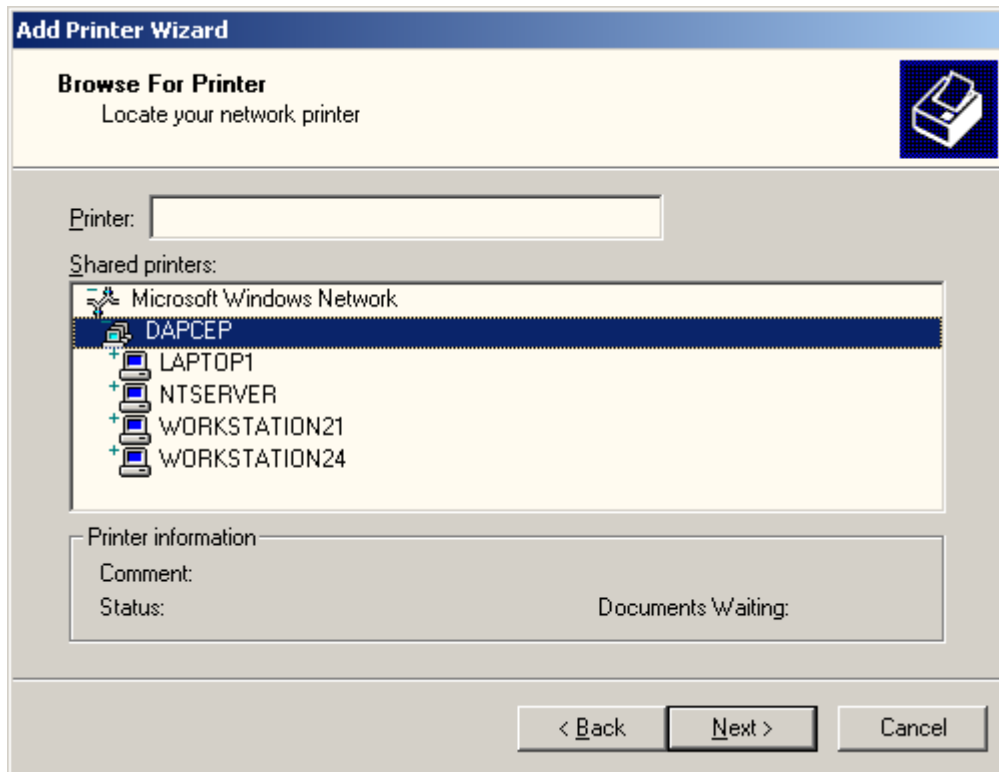 Add Printer Wizard
Browse For Printer
Locate your network printer
Printer:
Shared printers:
Microsoft Windows Network
DAPCEP
LAPTOP1
NTSERVER
WORKSTATION21
WORKSTATION24
Printer information
Comment:
Status: Documents Waiting:
< Back Next > Cancel